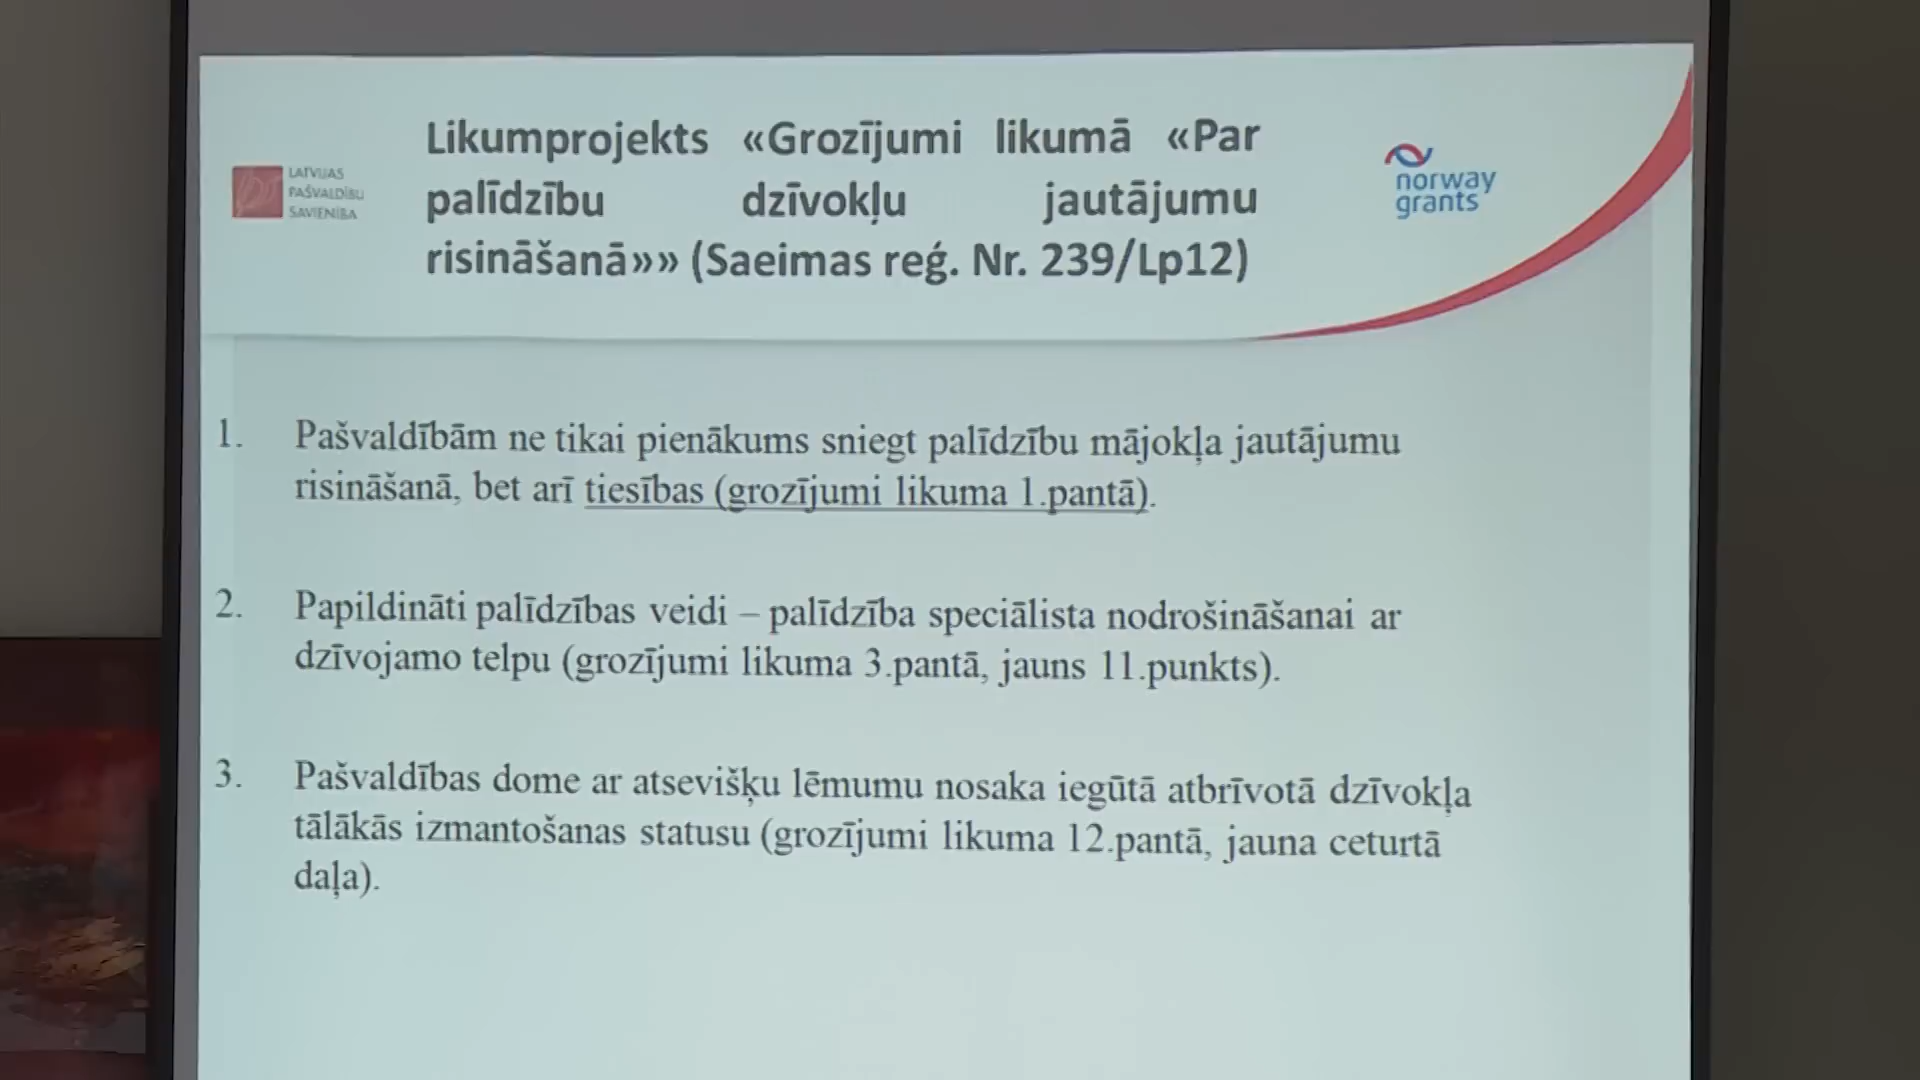 LATVIJAS
PAŠVALDĪBU
SAVIENĪBA
Likumprojekts «Grozījumi likumā «Par
palīdzību dzīvokļu jautājumu
risināšanā»» (Saeimas reģ. Nr. 239/Lp12)
norway
grants
1. Pašvaldībām ne tikai pienākums sniegt palīdzību mājokļa jautājumu
risināšanā, bet arī tiesības (grozījumi likuma 1.pantā).
2. Papildināti palīdzības veidi – palīdzība speciālista nodrošināšanai ar
dzīvojamo telpu (grozījumi likuma 3.pantā, jauns 11.punkts).
3. Pašvaldības dome ar atsevišķu lēmumu nosaka iegūtā atbrīvotā dzīvokļa
tālākās izmantošanas statusu (grozījumi likuma 12.pantā, jauna ceturtā
daļa).